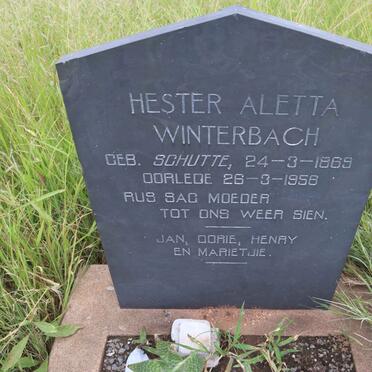 HESTER ALETTA
WINTERBACH
GEB. SCHUTTE, 24-3-1869
OORLEDE 26-3-1956
RUS SAG MOEDER
TOT ONS WEER SIEN.
JAN, DORIE, HENRY
EN MARIETJIE.